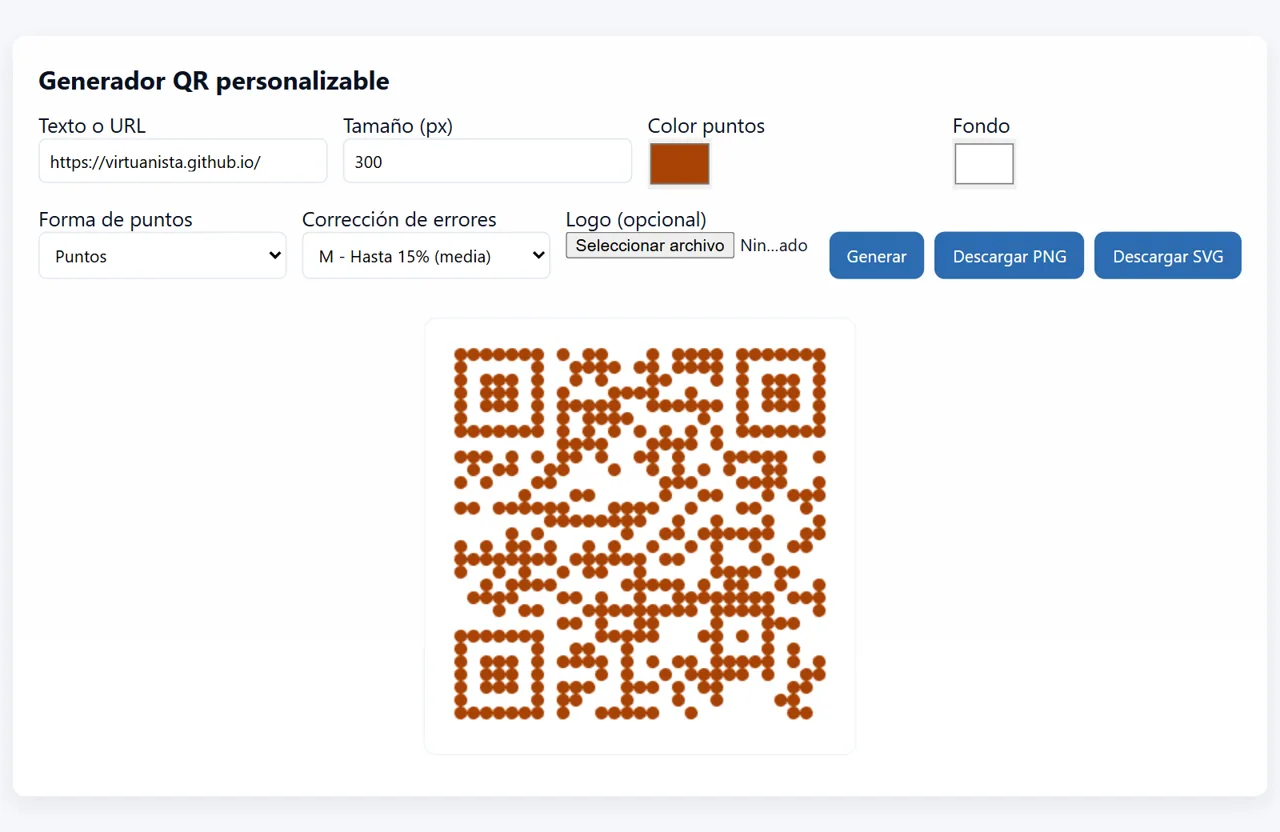 Generador QR personalizable
Texto o URL
Tamaño (px)
Color puntos
Fondo
https://virtuanista.github.io/
300
Forma de puntos
Corrección de errores
Logo (opcional)
Puntos
M - Hasta 15% (media)
Seleccionar archivo
Nin...ado
Generar
Descargar PNG
Descargar SVG